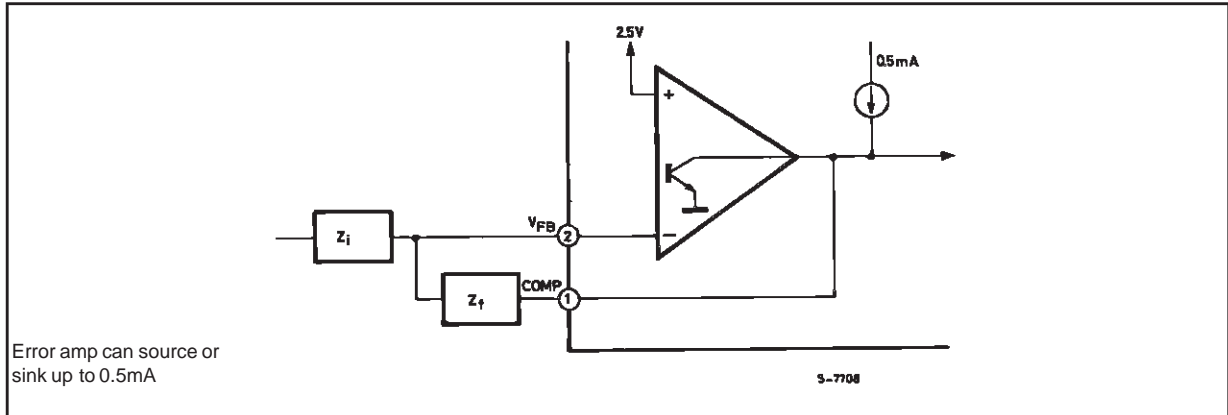 2.5V
0.5mA
+
VFB
2
−
Zi
Zf
COMP
1
Error amp can source or
sink up to 0.5mA
S-7708